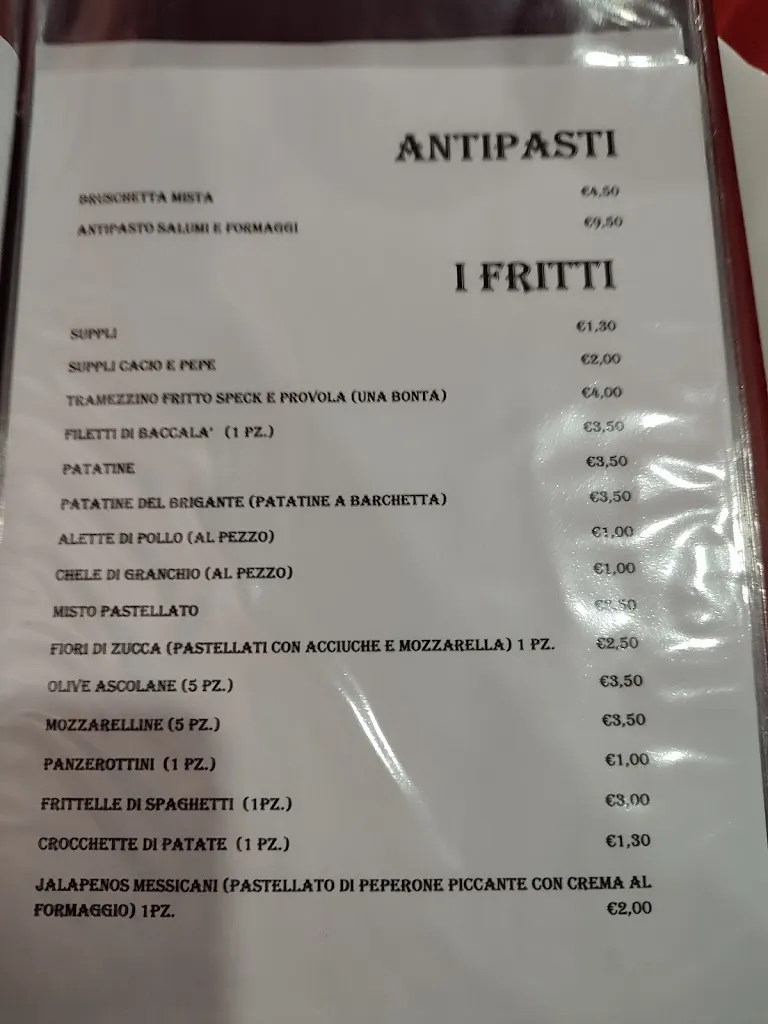 ANTIPASTI
BRUSCHETTA MISTA €4,50
ANTIPASTO SALUMI E FORMAGGI €9,50
I FRITTI
SUPPLI €1,30
SUPPLI CACIO E PEPE €2,00
TRAMEZZINO FRITTO SPECK E PROVOLA (UNA BONTA) €4,00
FILETTI DI BACCALA' (1 PZ.) €3,50
PATATINE €3,50
PATATINE DEL BRIGANTE (PATATINE A BARCHETTA) €3,50
ALETTE DI POLLO (AL PEZZO) €1,00
CHELE DI GRANCHIO (AL PEZZO) €1,00
MISTO PASTELLATO
FIORI DI ZUCCA (PASTELLATI CON ACCIUCHE E MOZZARELLA) 1 PZ. €2,50
OLIVE ASCOLANE (5 PZ.) €3,50
MOZZARELLINE (5 PZ.) €3,50
PANZEROTTINI (1 PZ.) €1,00
FRITTELLE DI SPAGHETTI (1PZ.) €3,00
CROCCHETTE DI PATATE (1 PZ.) €1,30
JALAPENOS MESSICANI (PASTELLATO DI PEPERONE PICCANTE CON CREMA AL
FORMAGGIO) 1PZ. €2,00